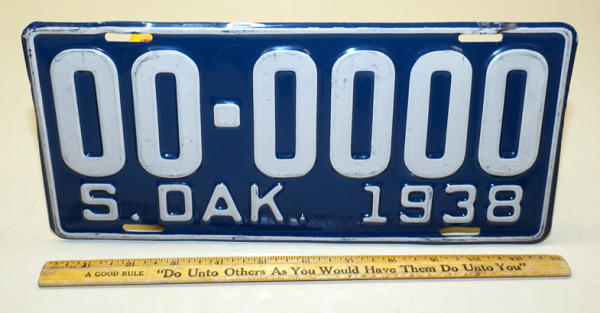 00-0000
S. DAK. 1938
A GOOD RULE "Do Unto Others As You Would Have Them Do Unto You"